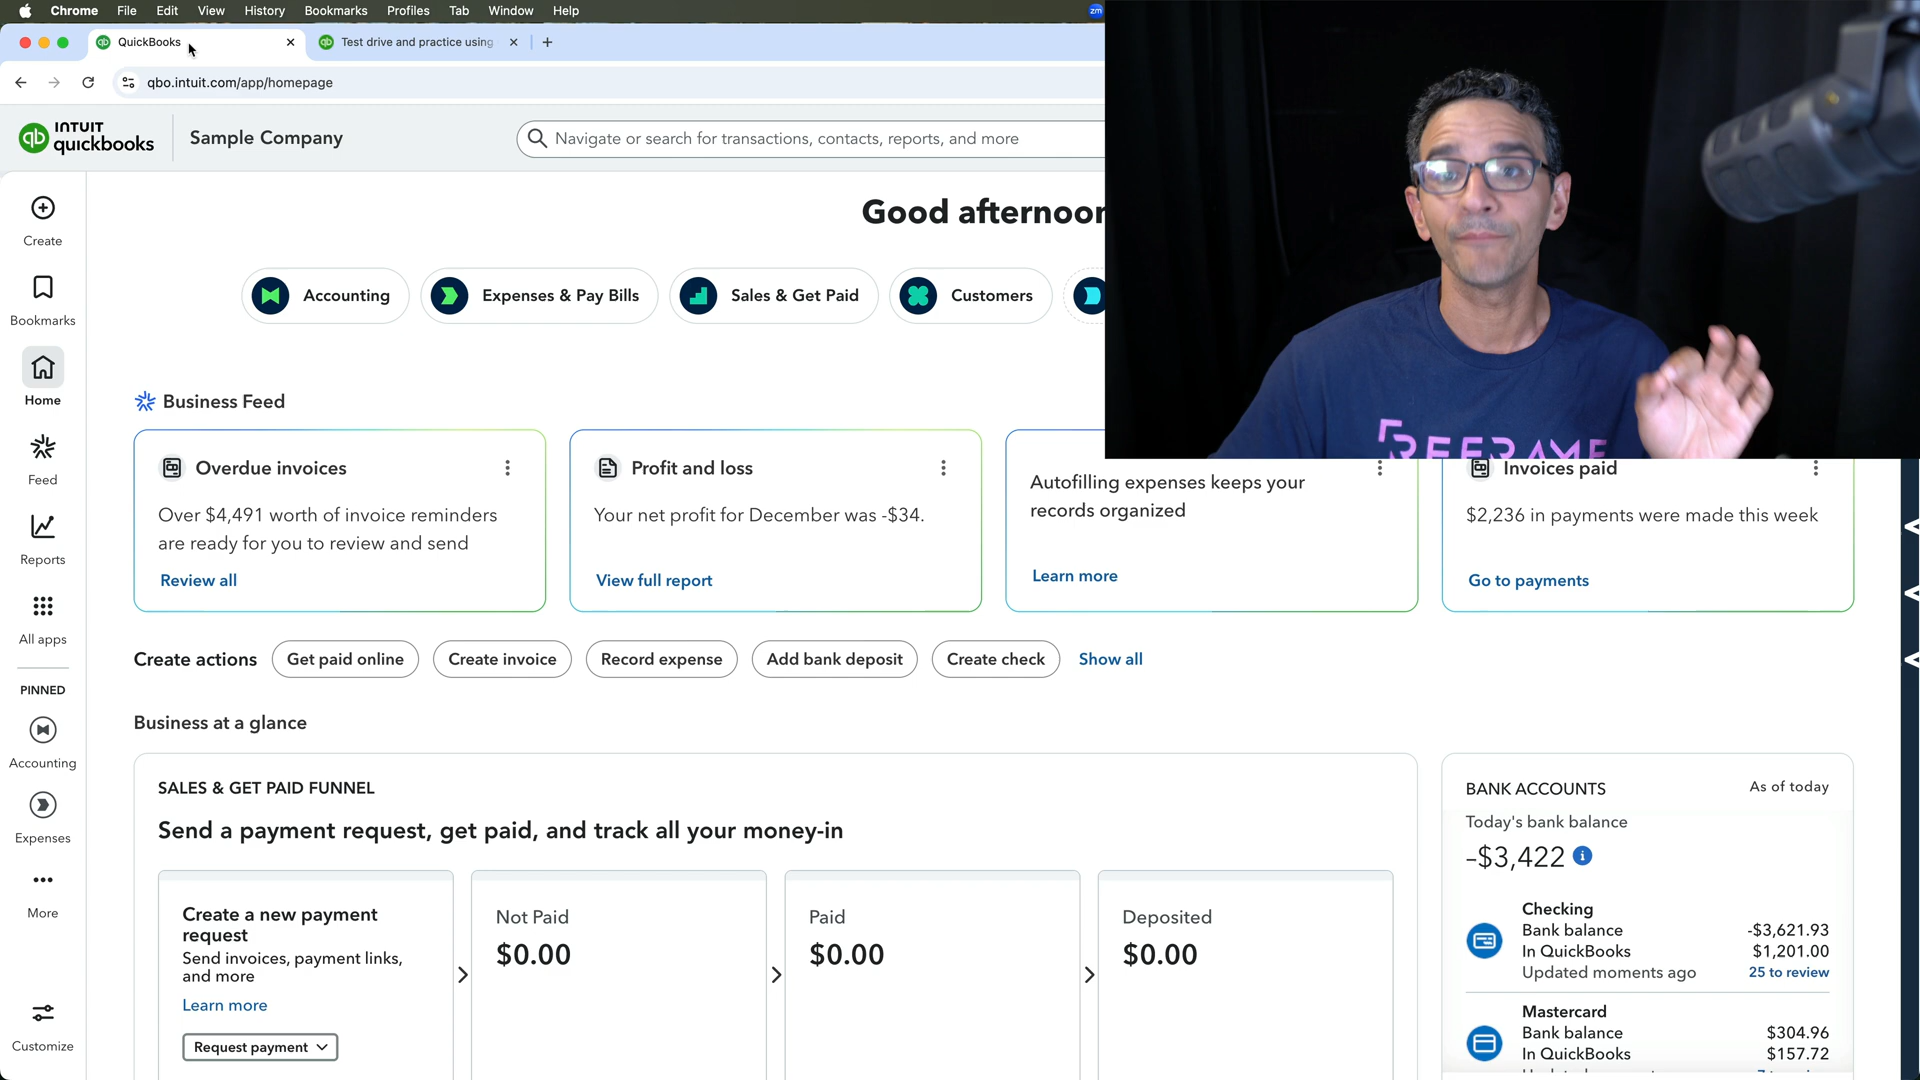 Chrome File Edit View History Bookmarks Profiles Tab Window Help
zm
QuickBooks
Test drive and practice using
qbo.intuit.com/app/homepage
qb INTUIT quickbooks
Sample Company
Navigate or search for transactions, contacts, reports, and more
Create
Bookmarks
Home
Feed
Reports
All apps
PINNED
Accounting
Expenses
More
Customize
Good afternoon
Accounting
Expenses & Pay Bills
Sales & Get Paid
Customers
Business Feed
Overdue invoices
Over $4,491 worth of invoice reminders
are ready for you to review and send
Review all
Profit and loss
Your net profit for December was -$34.
View full report
Autofilling expenses keeps your
records organized
Learn more
Invoices paid
$2,236 in payments were made this week
Go to payments
Create actions
Get paid online
Create invoice
Record expense
Add bank deposit
Create check
Show all
Business at a glance
SALES & GET PAID FUNNEL
Send a payment request, get paid, and track all your money-in
Create a new payment
request
Send invoices, payment links,
and more
Learn more
Request payment
Not Paid
$0.00
Paid
$0.00
Deposited
$0.00
BANK ACCOUNTS
As of today
Today's bank balance
-$3,422
Checking
Bank balance -$3,621.93
In QuickBooks $1,201.00
Updated moments ago 25 to review
Mastercard
Bank balance $304.96
In QuickBooks $157.72